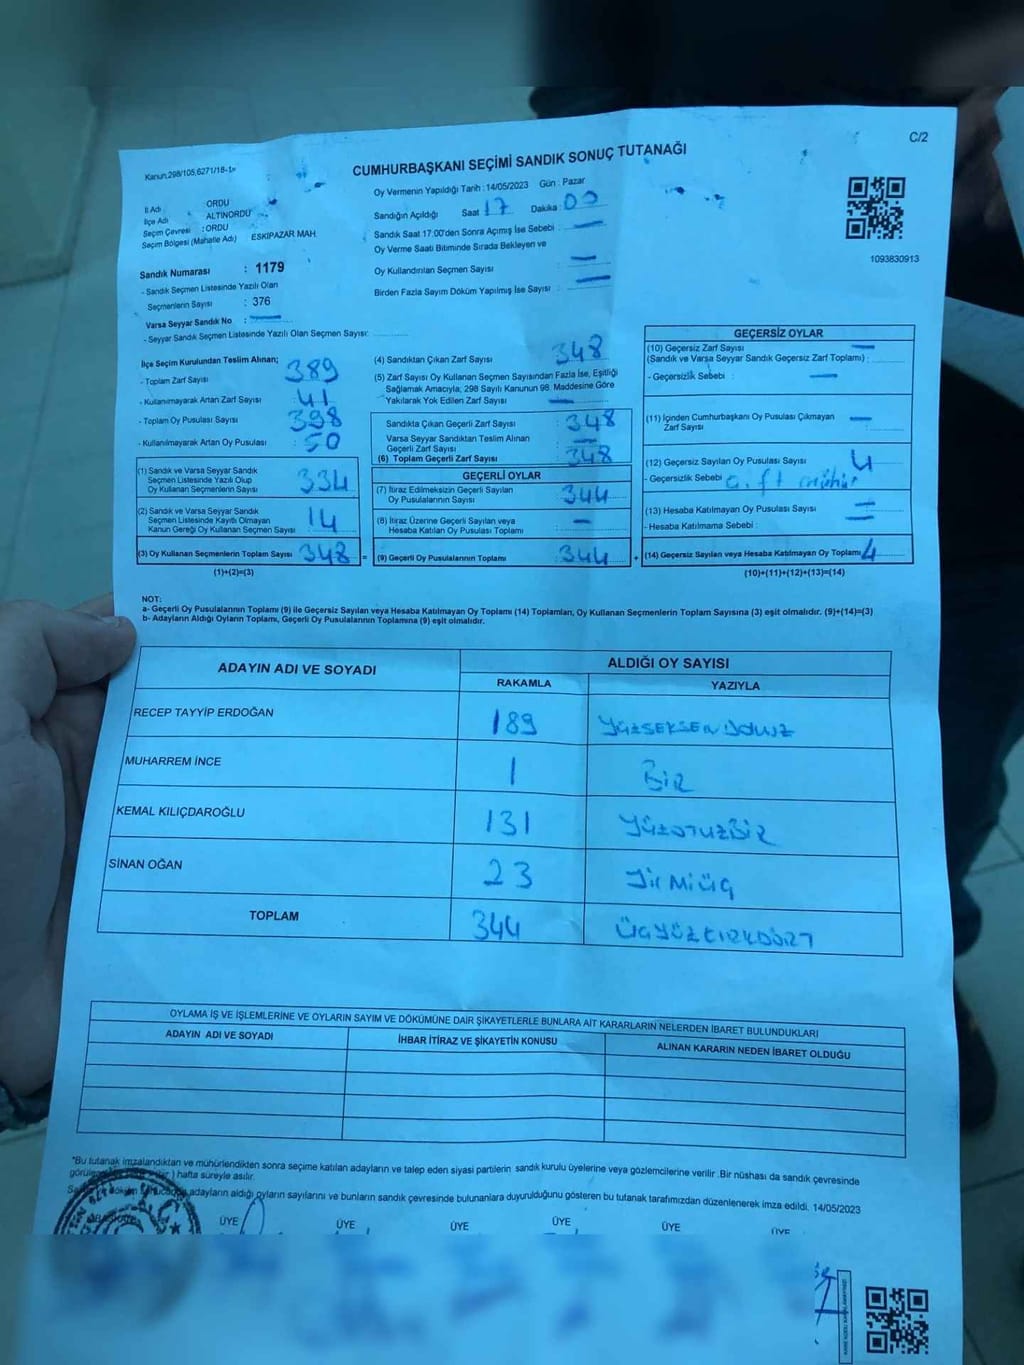 C/2
Kanun.298/105,6271/18-1»
CUMHURBAŞKANI SEÇİMİ SANDIK SONUÇ TUTANAĞI
Oy Vermenin Yapıldığı Tarih : 14/05/2023 Gün : Pazar
İl Adı : ORDU
İlçe Adı ALTINORDU
Seçim Çevresi : ORDU
Seçim Bölgesi (Mahalle Adı) ESKİPAZAR MAH.
Sandığın Açıldığı Saat 17 Dakika 00
Sandık Saat 17:00'den Sonra Açımış İse Sebebi :
Oy Verme Saati Bitiminde Sırada Bekleyen ve
Oy Kullandırılan Seçmen Sayısı
Birden Fazla Sayım Döküm Yapılmış İse Sayısı :
1093830913
Sandık Numarası : 1179
- Sandık Seçmen Listesinde Yazılı Olan
Seçmenlerin Sayısı : 376
Varsa Seyyar Sandık No :
- Seyyar Sandık Seçmen Listesinde Yazılı Olan Seçmen Sayısı:
İlçe Seçim Kurulundan Teslim Alınan;
- Toplam Zarf Sayısı 389
- Kullanılmayarak Artan Zarf Sayısı 41
- Toplam Oy Pusulası Sayısı 398
- Kullanılmayarak Artan Oy Pusulası : 50
(1) Sandık ve Varsa Seyyar Sandık
Seçmen Listesinde Yazılı Olup
Oy Kullanan Seçmenlerin Sayısı 334
(2) Sandık ve Varsa Seyyar Sandık
Seçmen Listesinde Kayıtlı Olmayan
Kanun Gereği Oy Kullanan Seçmen Sayısı 14
(3) Oy Kullanan Seçmenlerin Toplam Sayısı 348 =
(1)+(2)=(3)
(4) Sandıktan Çıkan Zarf Sayısı 348
(5) Zarf Sayısı Oy Kullanan Seçmen Sayısından Fazla İse, Eşitliği
Sağlamak Amacıyla, 298 Sayılı Kanunun 98. Maddesine Göre
Yakılarak Yok Edilen Zarf Sayısı
Sandıkta Çıkan Geçerli Zarf Sayısı : 348
Varsa Seyyar Sandıktan Teslim Alınan
Geçerli Zarf Sayısı
(6) Toplam Geçerli Zarf Sayısı : 348
GEÇERLİ OYLAR
(7) İtiraz Edilmeksizin Geçerli Sayılan
Oy Pusulalarının Sayısı 344
(8) İtiraz Üzerine Geçerli Sayılan veya
Hesaba Katılan Oy Pusulası Toplamı
(9) Geçerli Oy Pusulalarının Toplamı 344 +
GEÇERSİZ OYLAR
(10) Geçersiz Zarf Sayısı
(Sandık ve Varsa Seyyar Sandık Geçersiz Zarf Toplamı) :
- Geçersizlik Sebebi :
(11) İçinden Cumhurbaşkanı Oy Pusulası Çıkmayan
Zarf Sayısı
(12) Geçersiz Sayılan Oy Pusulası Sayısı 4
- Geçersizlik Sebebi Çift mühür
(13) Hesaba Katılmayan Oy Pusulası Sayısı
- Hesaba Katılmama Sebebi :
(14) Geçersiz Sayılan veya Hesaba Katılmayan Oy Toplamı 4
(10)+(11)+(12)+(13)=(14)
NOT:
a- Geçerli Oy Pusulalarının Toplamı (9) ile Geçersiz Sayılan veya Hesaba Katılmayan Oy Toplamı (14) Toplamları, Oy Kullanan Seçmenlerin Toplam Sayısına (3) eşit olmalıdır. (9)+(14)=(3)
b- Adayların Aldığı Oyların Toplamı, Geçerli Oy Pusulalarının Toplamına (9) eşit olmalıdır.
ADAYIN ADI VE SOYADI ALDIĞI OY SAYISI
RAKAMLA YAZIYLA
RECEP TAYYİP ERDOĞAN 189 YÜZSEKSEN DOKUZ
MUHARREM İNCE 1 BİR
KEMAL KILIÇDAROĞLU 131 YÜZOTUZBİR
SİNAN OĞAN 23 YİRMİÜÇ
TOPLAM 344 ÜÇYÜZKIRKDÖRT
OYLAMA İŞ VE İŞLEMLERİNE VE OYLARIN SAYIM VE DÖKÜMÜNE DAİR ŞİKAYETLERLE BUNLARA AİT KARARLARIN NELERDEN İBARET BULUNDUKLARI
ADAYIN ADI VE SOYADI İHBAR İTİRAZ VE ŞİKAYETİN KONUSU ALINAN KARARIN NEDEN İBARET OLDUĞU
*Bu tutanak imzalandıktan ve mühürlendikten sonra seçime katılan adayların ve talep eden siyasi partilerin sandık kurulu üyelerine veya gözlemcilerine verilir .Bir nüshası da sandık çevresinde
) hafta süreyle asılır.
adayların aldığı oyların sayılarını ve bunların sandık çevresinde bulunanlara duyurulduğunu gösteren bu tutanak tarafımızdan düzenlenerek imza edildi. 14/05/2023
ÜYE ÜYE ÜYE ÜYE ÜYE ÜYE